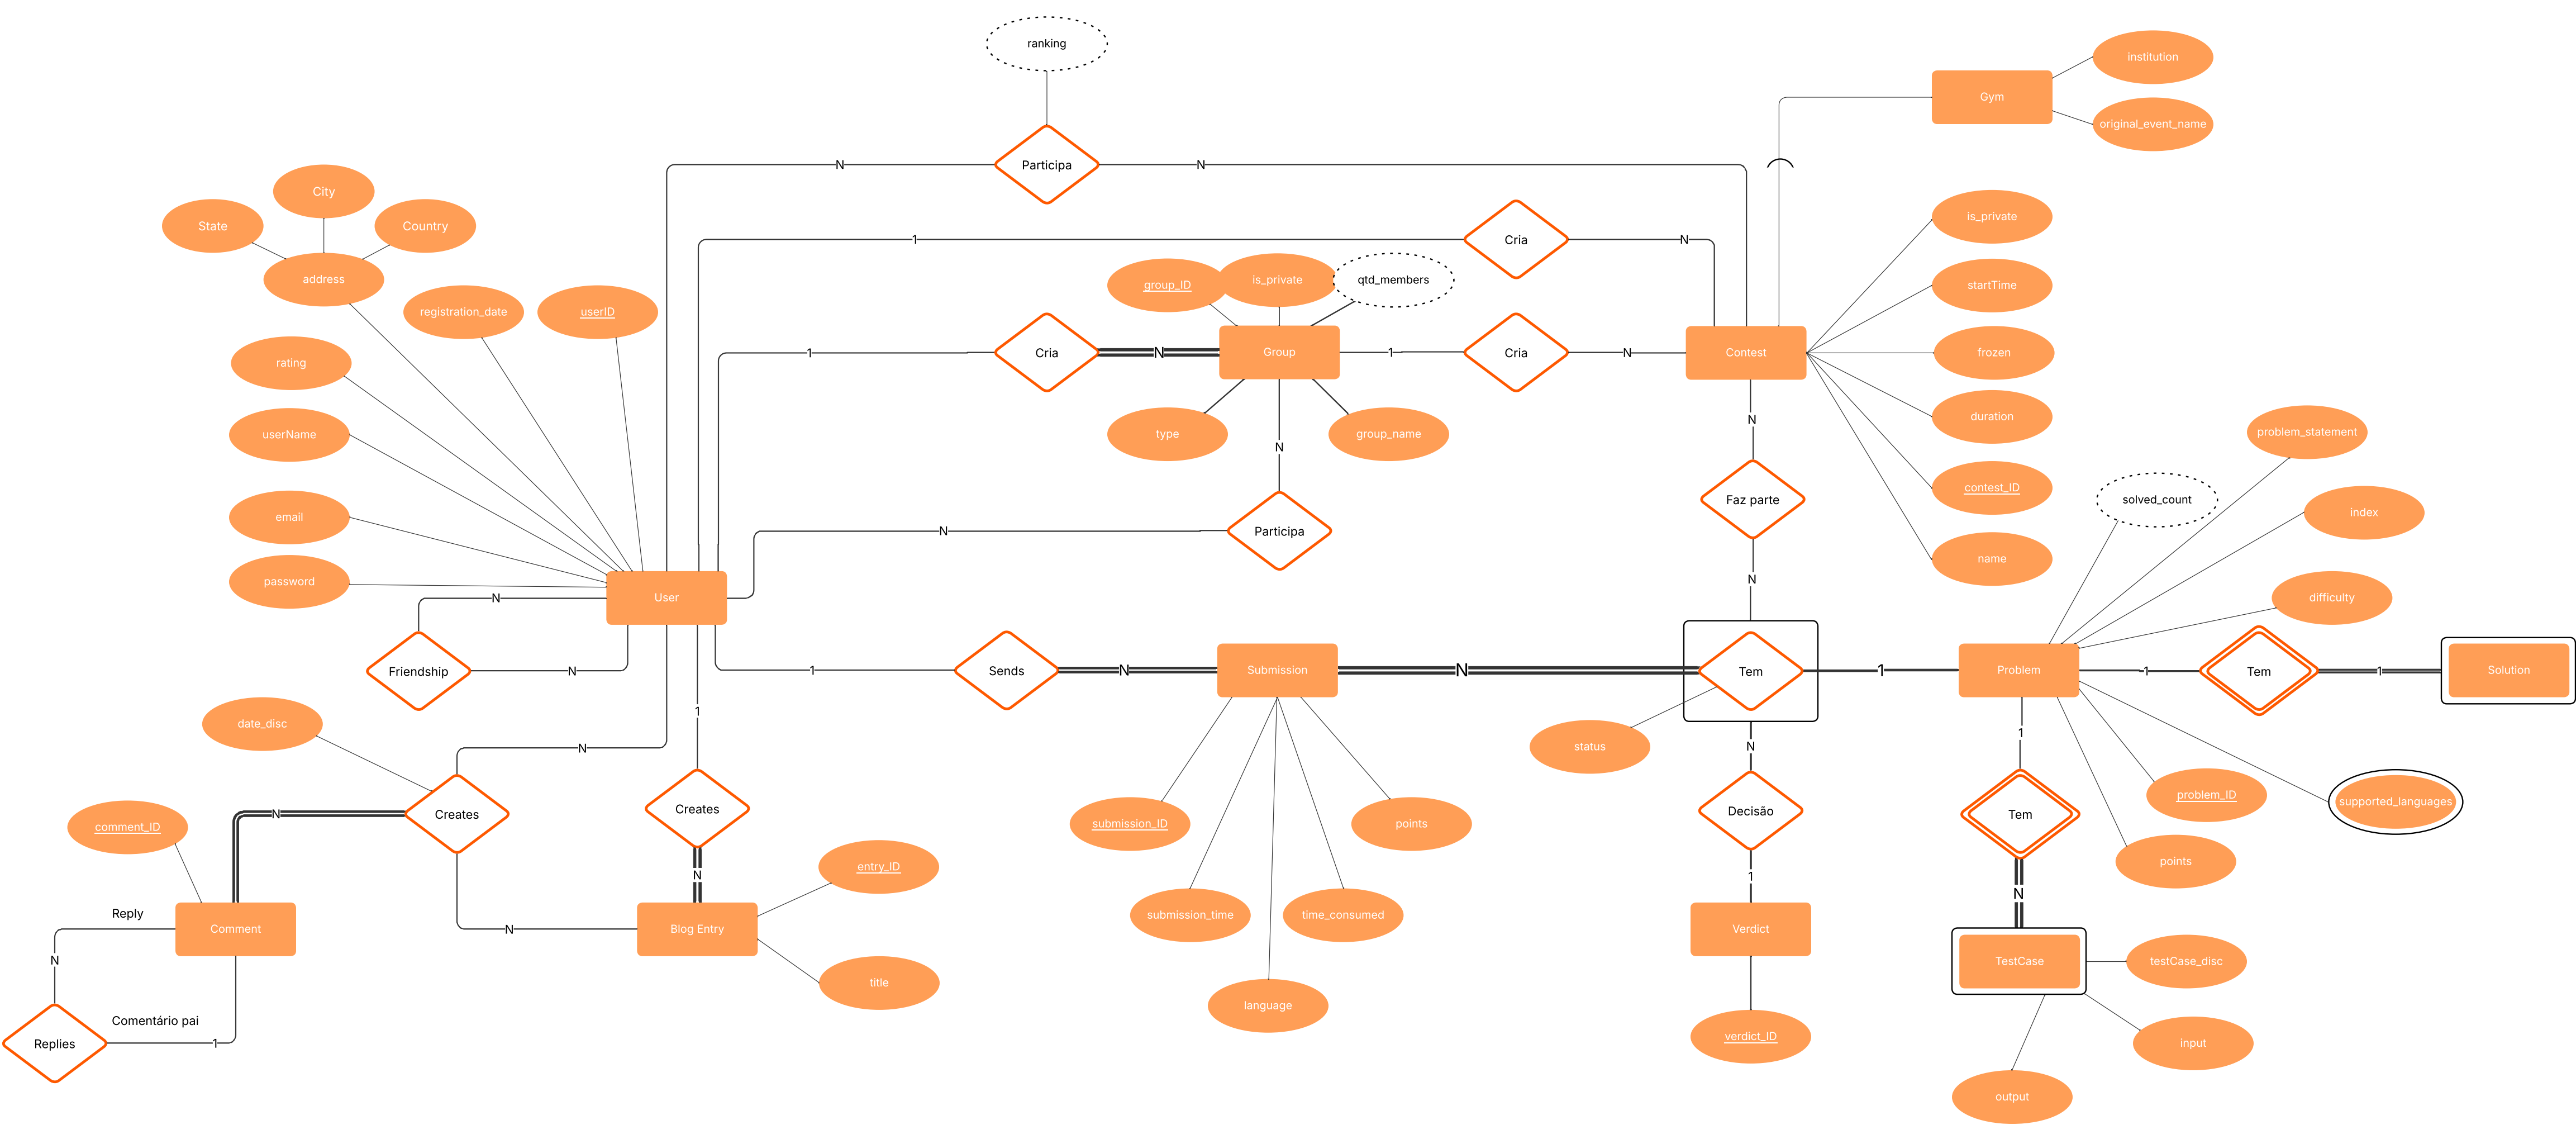 ranking
institution
Gym
original_event_name
N
Participa
N
City
State
Country
is_private
1
Cria
N
address
group_ID
is_private
qtd_members
startTime
registration_date
userID
1
Cria
N
Group
1
Cria
N
Contest
frozen
rating
duration
userName
type
group_name
N
N
problem_statement
contest_ID
Faz parte
solved_count
index
email
N
Participa
name
password
N
User
N
difficulty
Friendship
N
1
Sends
N
Submission
N
Tem
1
Problem
1
Tem
1
Solution
date_disc
1
N
status
N
1
comment_ID
N
Creates
Creates
submission_ID
points
Decisão
Tem
problem_ID
supported_languages
entry_ID
N
1
points
N
Reply
submission_time
time_consumed
Comment
N
Blog Entry
Verdict
N
TestCase
testCase_disc
title
language
Comentário pai
Replies
1
verdict_ID
input
output